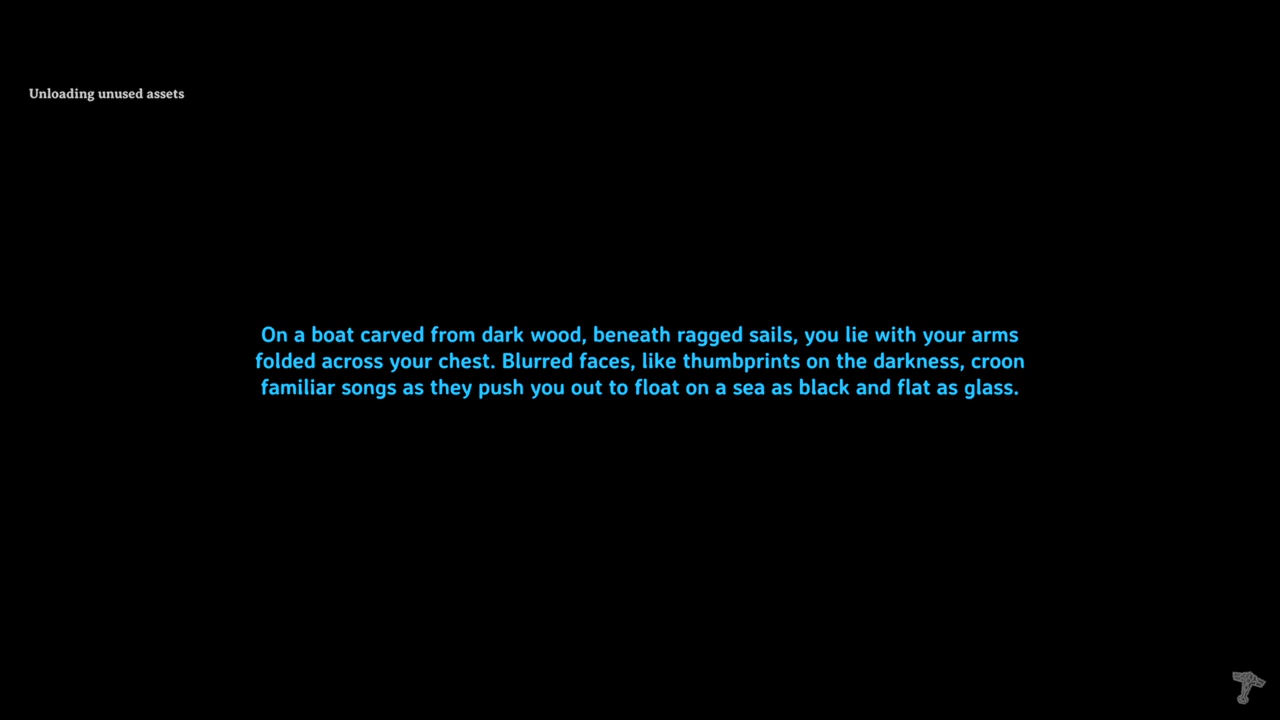 Unloading unused assets
On a boat carved from dark wood, beneath ragged sails, you lie with your arms
folded across your chest. Blurred faces, like thumbprints on the darkness, croon
familiar songs as they push you out to float on a sea as black and flat as glass.